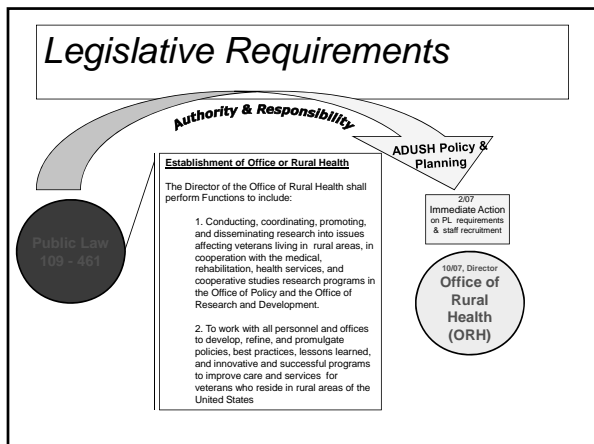 Legislative Requirements
Authority & Responsibility
ADUSH Policy &
Planning
Public Law
109 - 461
Establishment of Office or Rural Health
The Director of the Office of Rural Health shall
perform Functions to include:
1. Conducting, coordinating, promoting,
and disseminating research into issues
affecting veterans living in rural areas, in
cooperation with the medical,
rehabilitation, health services, and
cooperative studies research programs in
the Office of Policy and the Office of
Research and Development.
2. To work with all personnel and offices
to develop, refine, and promulgate
policies, best practices, lessons learned,
and innovative and successful programs
to improve care and services for
veterans who reside in rural areas of the
United States
2/07
Immediate Action
on PL requirements
& staff recruitment
10/07, Director
Office of
Rural
Health
(ORH)